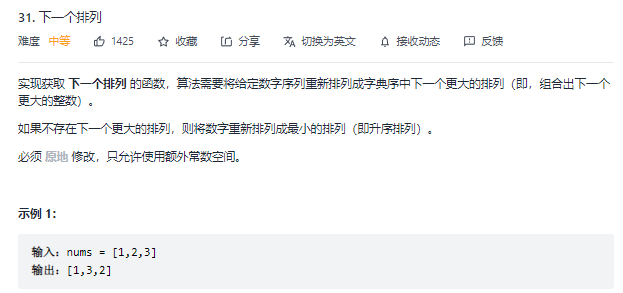 31. 下一个排列
难度 中等 1425 收藏 分享 切换为英文 接收动态 反馈
实现获取 下一个排列 的函数，算法需要将给定数字序列重新排列成字典序中下一个更大的排列（即，组合出下一个
更大的整数）。
如果不存在下一个更大的排列，则将数字重新排列成最小的排列（即升序排列）。
必须 原地 修改，只允许使用额外常数空间。
示例 1：
输入：nums = [1,2,3]
输出：[1,3,2]